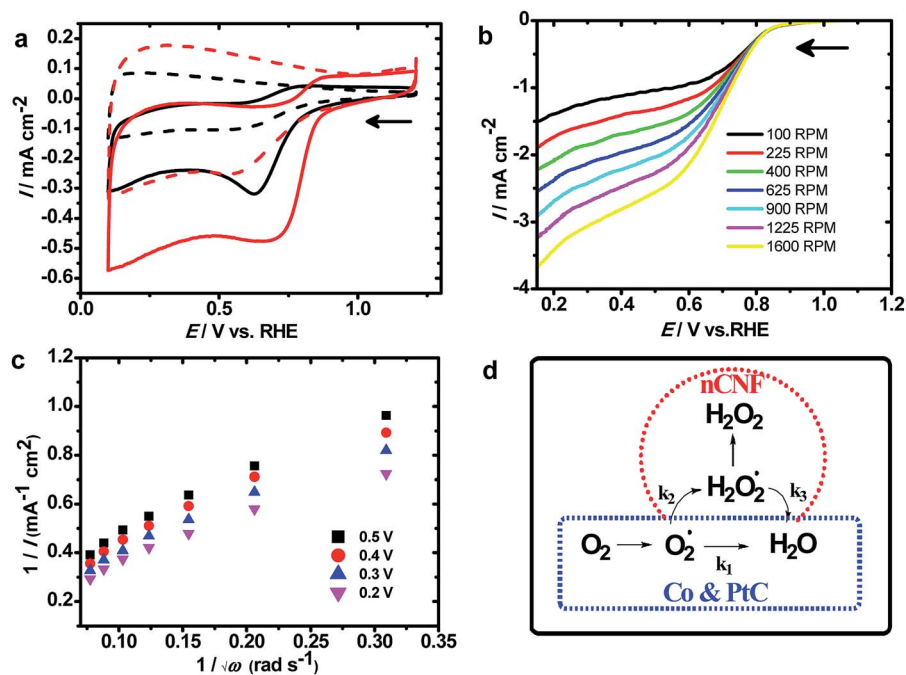 a
0.2
0.1
0.0
-0.1
-0.2
-0.3
-0.4
-0.5
-0.6
I / mA cm-2
0.0
0.5
1.0
E / V vs. RHE
b
0
-1
-2
-3
-4
I / mA cm-2
100 RPM
225 RPM
400 RPM
625 RPM
900 RPM
1225 RPM
1600 RPM
0.2
0.4
0.6
0.8
1.0
1.2
E / V vs.RHE
c
1.2
1.0
0.8
0.6
0.4
0.2
1 / I (mA-1 cm2)
0.5 V
0.4 V
0.3 V
0.2 V
0.10
0.15
0.20
0.25
0.30
0.35
1 / √ω (rad s-1)
d
nCNF
H2O2
k2
H2O2•
k3
O2
O2•
k1
H2O
Co & PtC